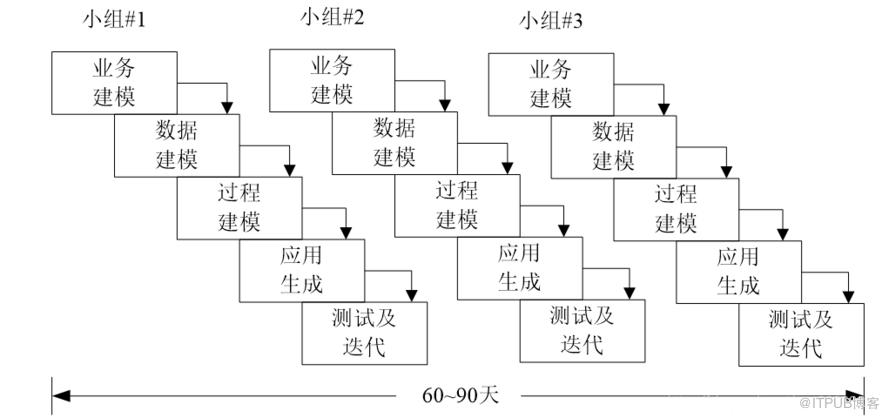 小组#1
小组#2
小组#3
业务
建模
业务
建模
业务
建模
数据
建模
数据
建模
数据
建模
过程
建模
过程
建模
过程
建模
应用
生成
应用
生成
应用
生成
测试及
迭代
测试及
迭代
测试及
迭代
60~90天
@ITPUB博客